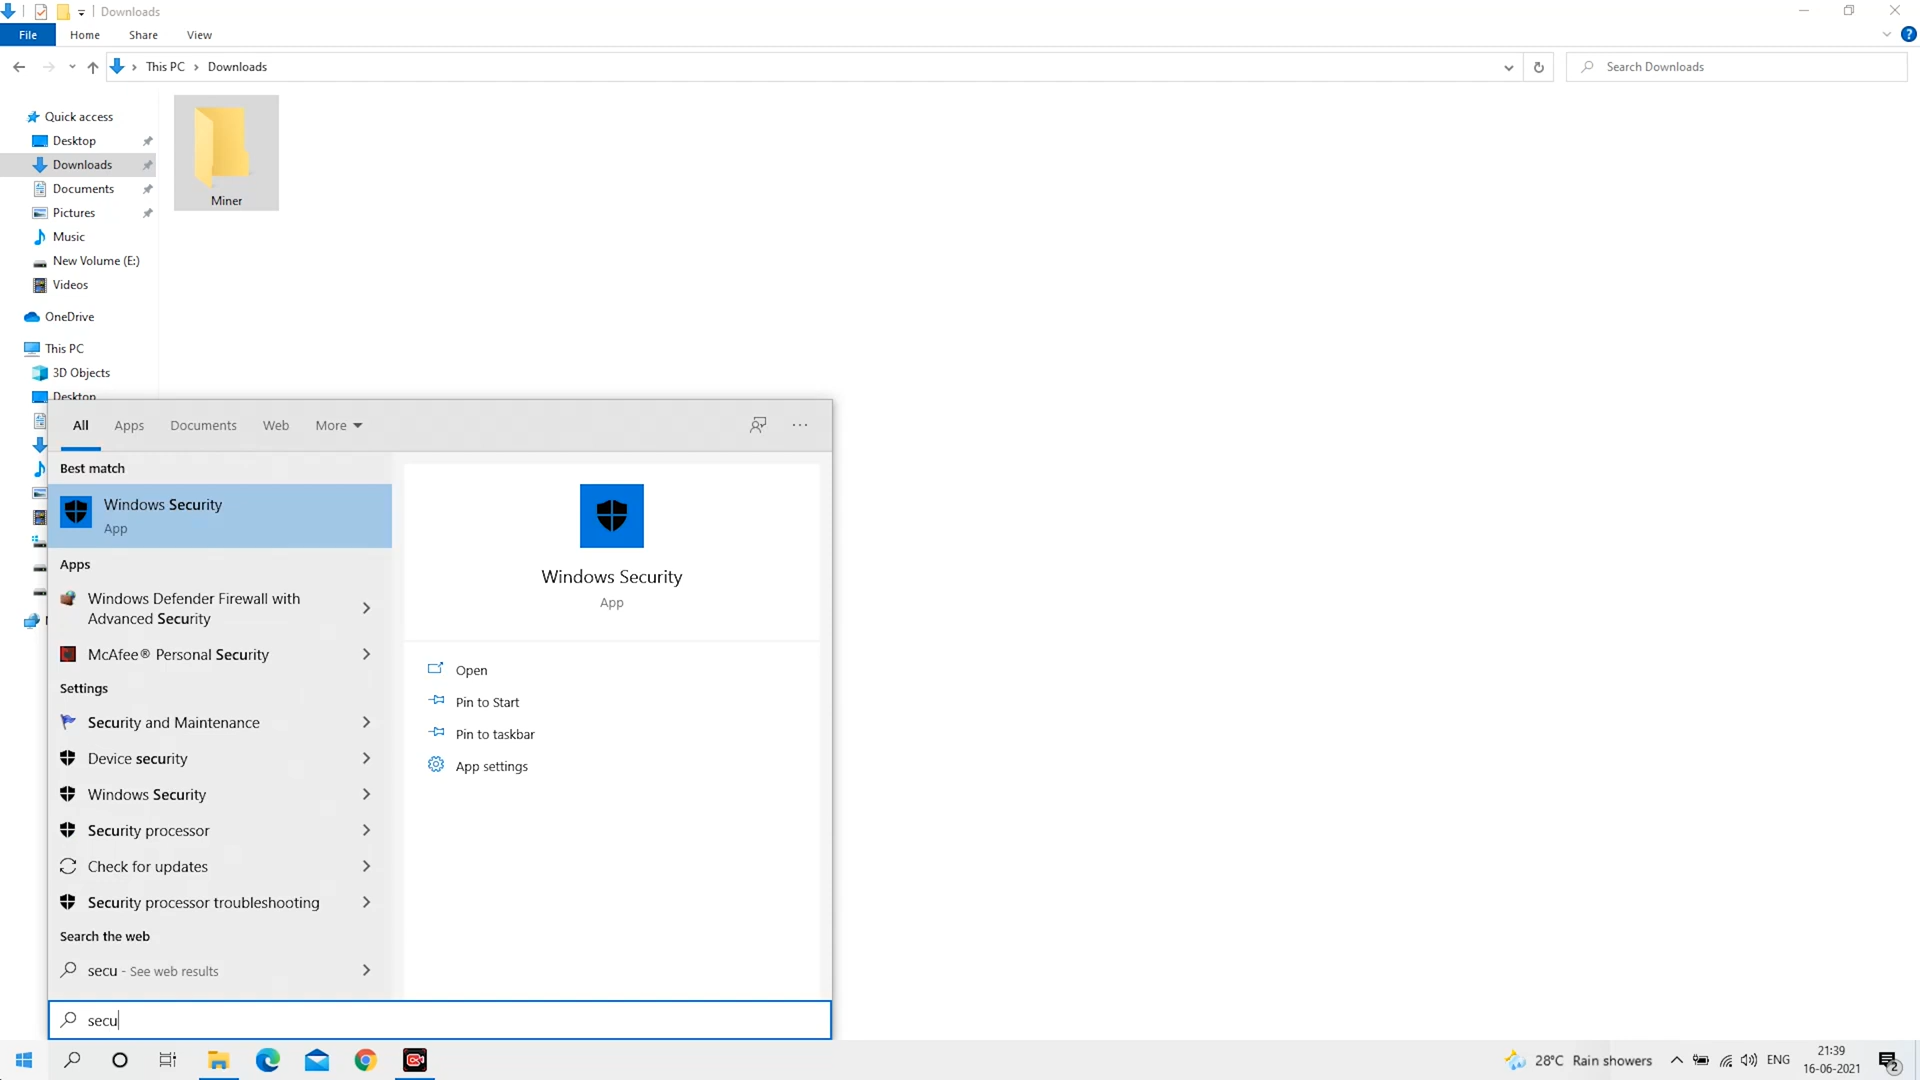 Downloads
File
Home
Share
View
This PC
Downloads
Search Downloads
Quick access
Desktop
Downloads
Documents
Pictures
Music
New Volume (E:)
Videos
OneDrive
This PC
3D Objects
Desktop
Miner
All
Apps
Documents
Web
More
Best match
Windows Security
App
Apps
Windows Defender Firewall with
Advanced Security
McAfee® Personal Security
Settings
Security and Maintenance
Device security
Windows Security
Security processor
Check for updates
Security processor troubleshooting
Search the web
secu - See web results
Windows Security
App
Open
Pin to Start
Pin to taskbar
App settings
secu
28°C Rain showers
ENG
21:39
16-06-2021
2